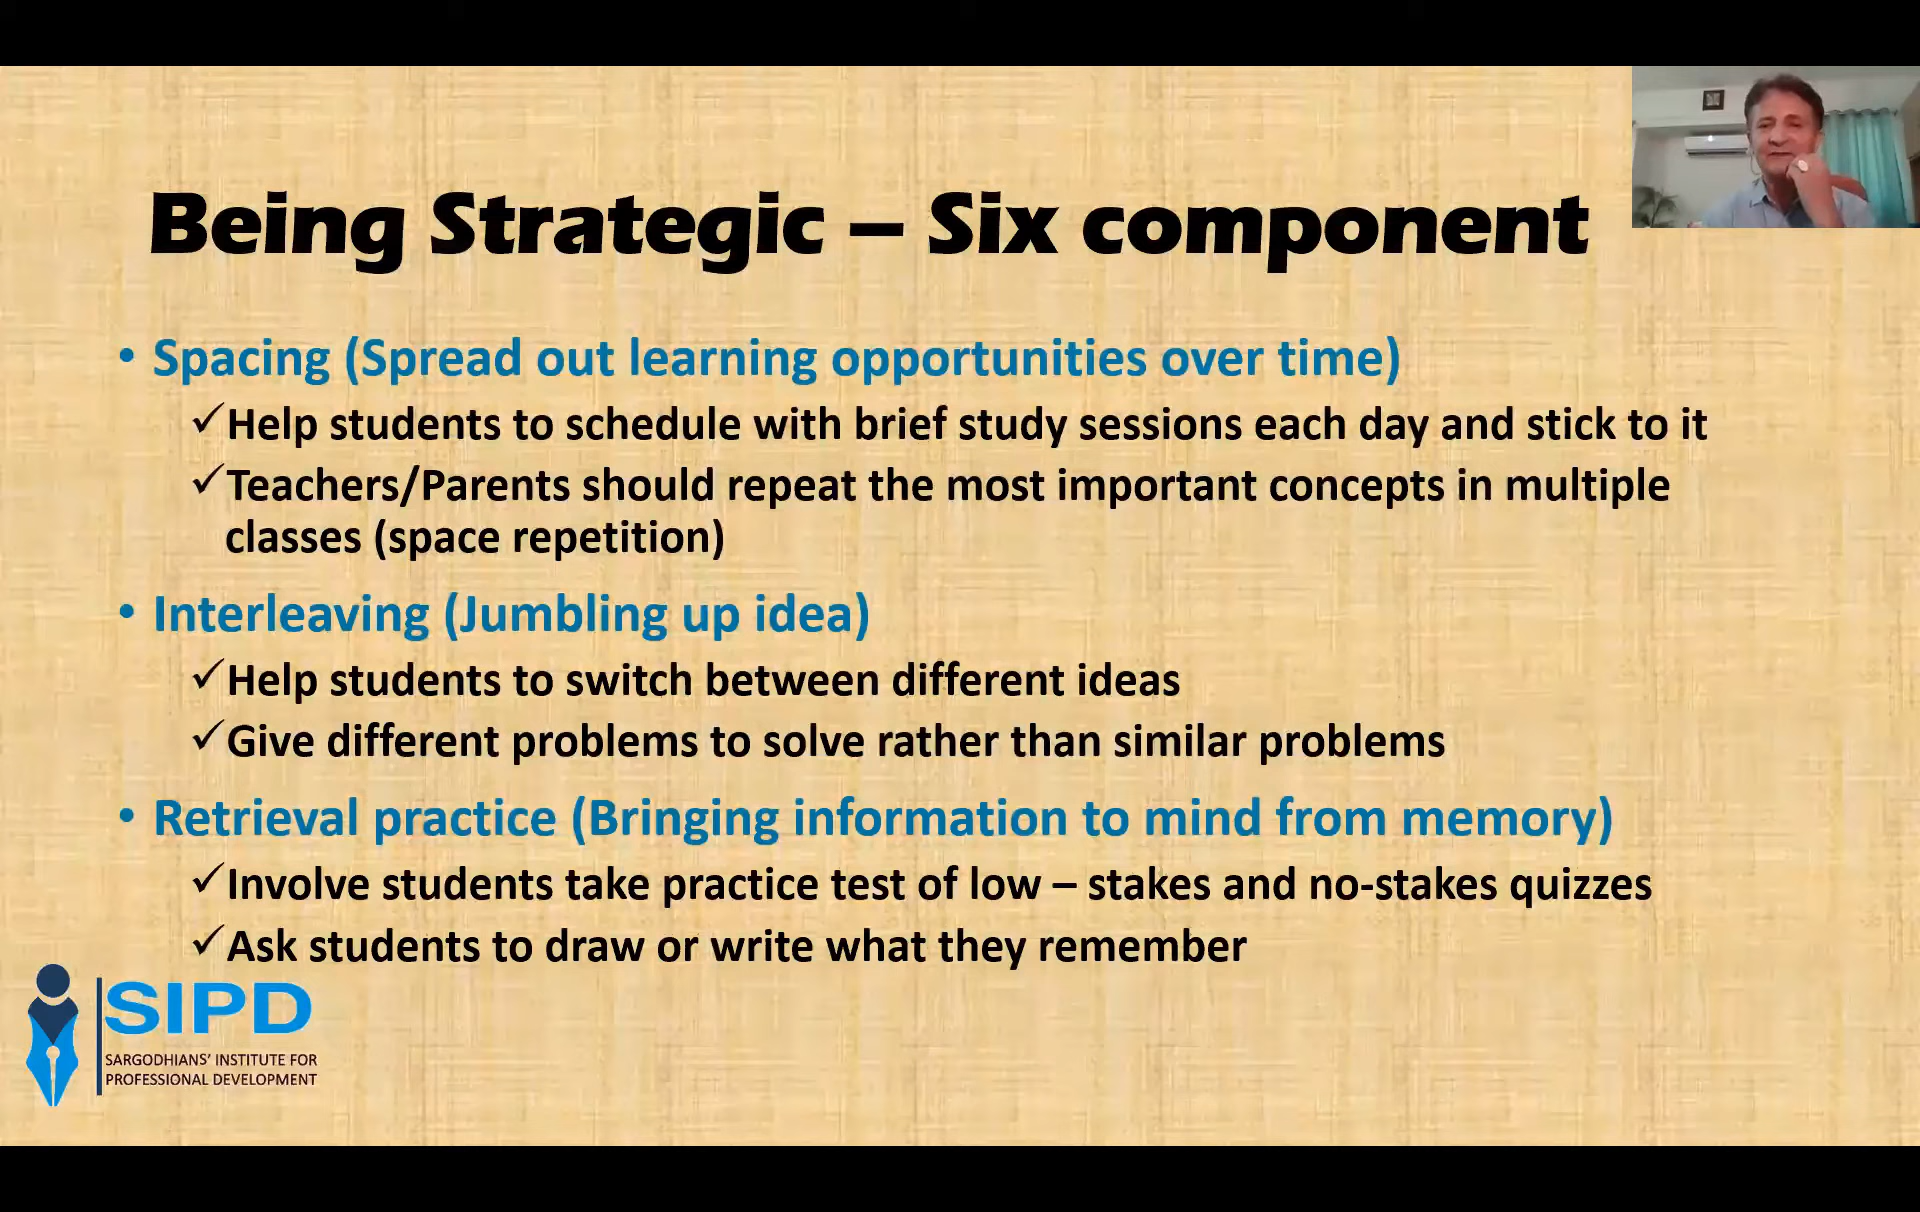 Being Strategic – Six component
• Spacing (Spread out learning opportunities over time)
✓Help students to schedule with brief study sessions each day and stick to it
✓Teachers/Parents should repeat the most important concepts in multiple
classes (space repetition)
• Interleaving (Jumbling up idea)
✓Help students to switch between different ideas
✓Give different problems to solve rather than similar problems
• Retrieval practice (Bringing information to mind from memory)
✓Involve students take practice test of low – stakes and no-stakes quizzes
✓Ask students to draw or write what they remember
SIPD
SARGODHIANS' INSTITUTE FOR
PROFESSIONAL DEVELOPMENT